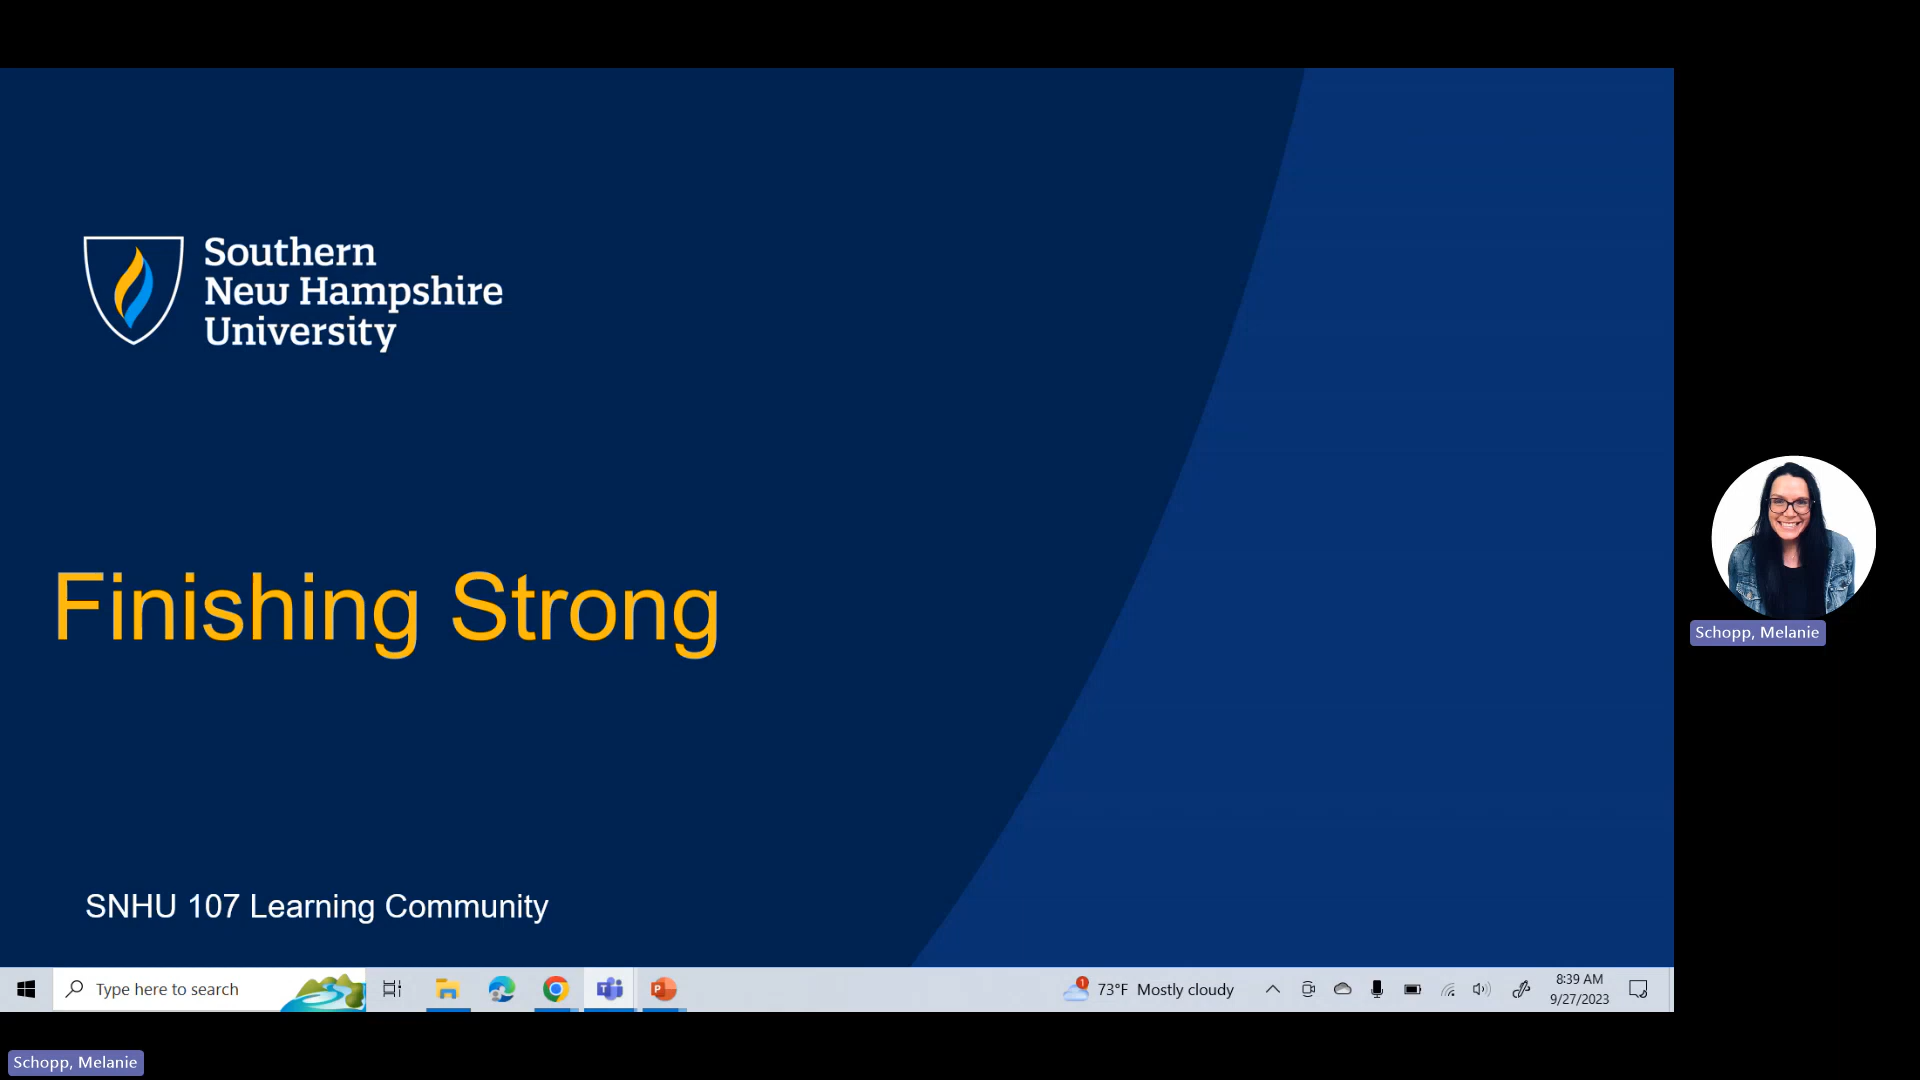 Southern
New Hampshire
University
Finishing Strong
SNHU 107 Learning Community
Schopp, Melanie
Type here to search
1
73°F Mostly cloudy
8:39 AM
9/27/2023
Schopp, Melanie